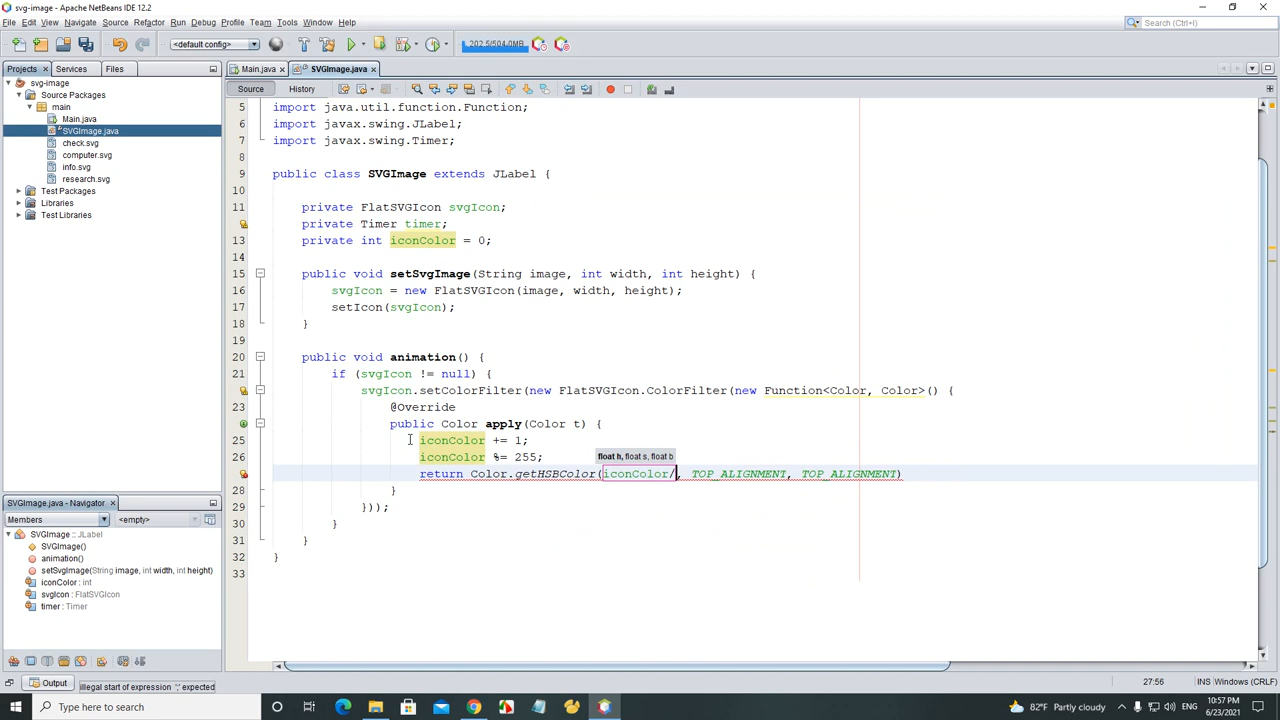 svg-image - Apache NetBeans IDE 12.2
File Edit View Navigate Source Refactor Run Debug Profile Team Tools Window Help
Search (Ctrl+I)
<default config>
202.5/504.0MB
Projects
Services
Files
Main.java
SVGImage.java
Source
History
svg-image
Source Packages
main
Main.java
SVGImage.java
check.svg
computer.svg
info.svg
research.svg
Test Packages
Libraries
Test Libraries
5 import java.util.function.Function;
6 import javax.swing.JLabel;
7 import javax.swing.Timer;
8
9 public class SVGImage extends JLabel {
10
11 private FlatSVGIcon svgIcon;
private Timer timer;
13 private int iconColor = 0;
14
15 public void setSvgImage(String image, int width, int height) {
16 svgIcon = new FlatSVGIcon(image, width, height);
17 setIcon(svgIcon);
18 }
19
20 public void animation() {
21 if (svgIcon != null) {
svgIcon.setColorFilter(new FlatSVGIcon.ColorFilter(new Function<Color, Color>() {
23 @Override
public Color apply(Color t) {
25 iconColor += 1;
26 iconColor %= 255;
float h, float s, float b
return Color.getHSBColor(iconColor/, TOP_ALIGNMENT, TOP_ALIGNMENT)
28 }
29 }));
30 }
31 }
32 }
33
SVGImage.java - Navigator
Members
<empty>
SVGImage :: JLabel
SVGImage()
animation()
setSvgImage(String image, int width, int height)
iconColor : int
svgIcon : FlatSVGIcon
timer : Timer
Output
illegal start of expression ';' expected
27:56
INS
Windows (CRLF)
Type here to search
82°F Partly cloudy
ENG
10:57 PM
6/23/2021